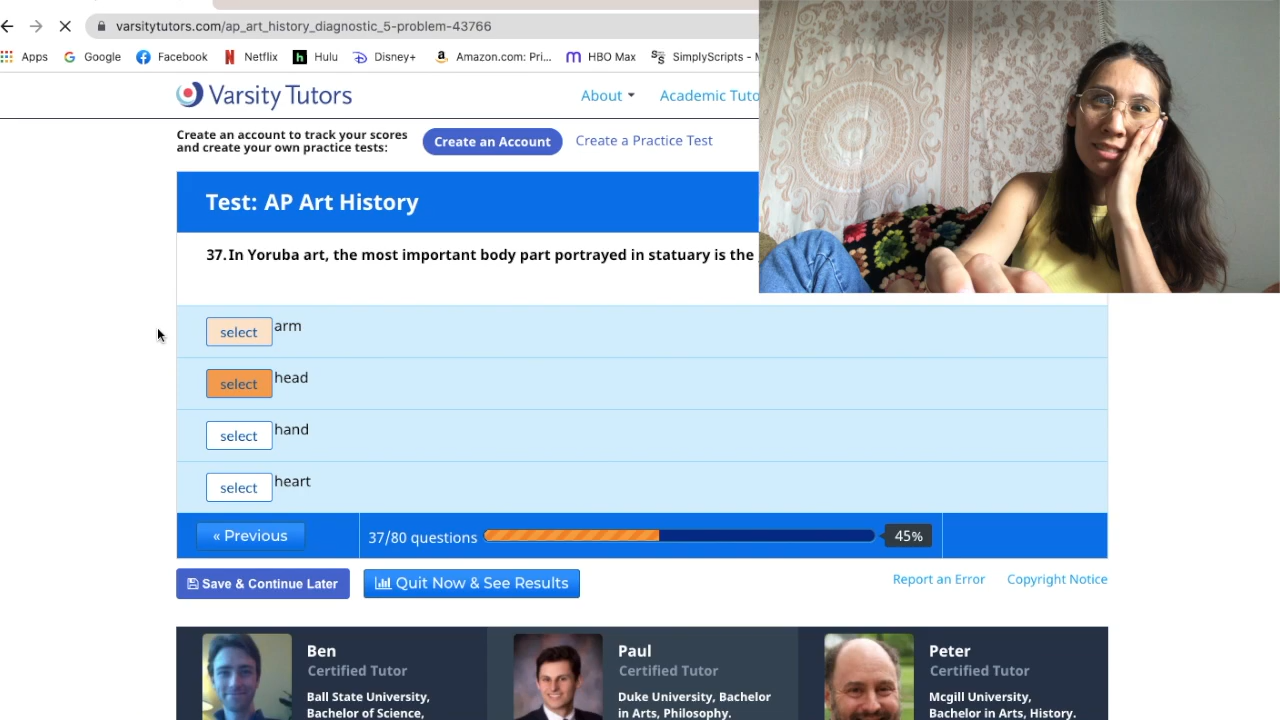 varsitytutors.com/ap_art_history_diagnostic_5-problem-43766
Apps Google Facebook Netflix Hulu Disney+ Amazon.com: Pri... HBO Max SimplyScripts -
Varsity Tutors
About Academic Tuto
Create an account to track your scores
and create your own practice tests:
Create an Account
Create a Practice Test
Test: AP Art History
37. In Yoruba art, the most important body part portrayed in statuary is the
select arm
select head
select hand
select heart
« Previous
37/80 questions
45%
Save & Continue Later
Quit Now & See Results
Report an Error
Copyright Notice
Ben
Certified Tutor
Ball State University,
Bachelor of Science,
Paul
Certified Tutor
Duke University, Bachelor
in Arts, Philosophy.
Peter
Certified Tutor
Mcgill University,
Bachelor in Arts, History.